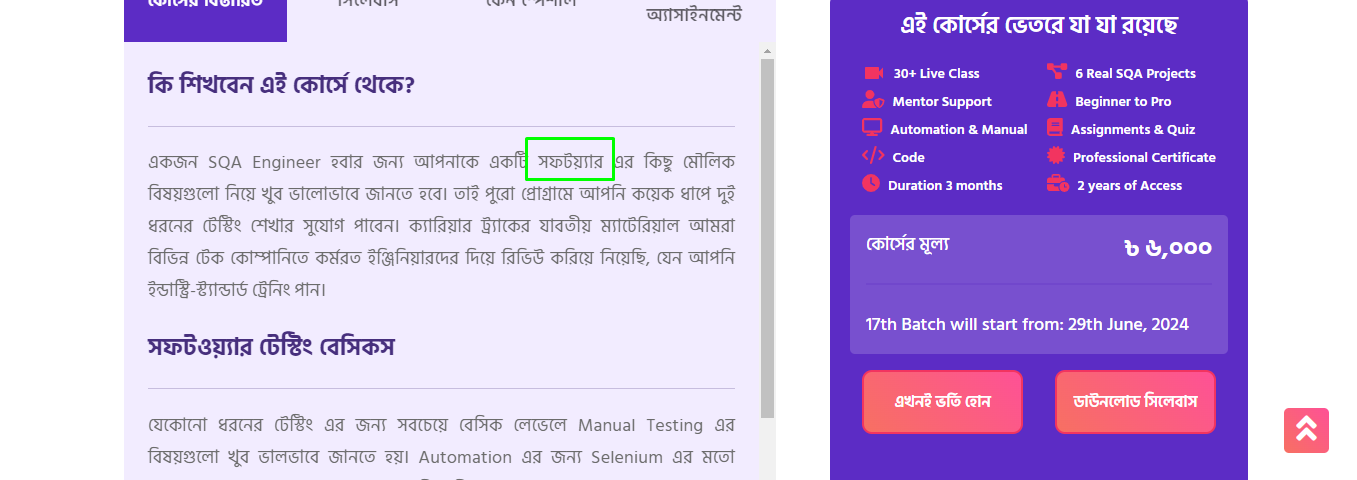 কোর্সের বিস্তারিত
সিলেবাস
কেন স্পেশাল
অ্যাসাইনমেন্ট
কি শিখবেন এই কোর্সে থেকে?
একজন SQA Engineer হবার জন্য আপনাকে একটি সফটয়্যার এর কিছু মৌলিক
বিষয়গুলো নিয়ে খুব ভালোভাবে জানতে হবে। তাই পুরো প্রোগ্রামে আপনি কয়েক ধাপে দুই
ধরনের টেস্টিং শেখার সুযোগ পাবেন। ক্যারিয়ার ট্র্যাকের যাবতীয় ম্যাটেরিয়াল আমরা
বিভিন্ন টেক কোম্পানিতে কর্মরত ইঞ্জিনিয়ারদের দিয়ে রিভিউ করিয়ে নিয়েছি, যেন আপনি
ইন্ডাস্ট্রি-স্ট্যান্ডার্ড ট্রেনিং পান।
সফটওয়্যার টেস্টিং বেসিকস
যেকোনো ধরনের টেস্টিং এর জন্য সবচেয়ে বেসিক লেভেলে Manual Testing এর
বিষয়গুলো খুব ভালভাবে জানতে হয়। Automation এর জন্য Selenium এর মতো
এই কোর্সের ভেতরে যা যা রয়েছে
30+ Live Class
6 Real SQA Projects
Mentor Support
Beginner to Pro
Automation & Manual
Assignments & Quiz
Code
Professional Certificate
Duration 3 months
2 years of Access
কোর্সের মূল্য
৳ ৬,০০০
17th Batch will start from: 29th June, 2024
এখনই ভর্তি হোন
ডাউনলোড সিলেবাস